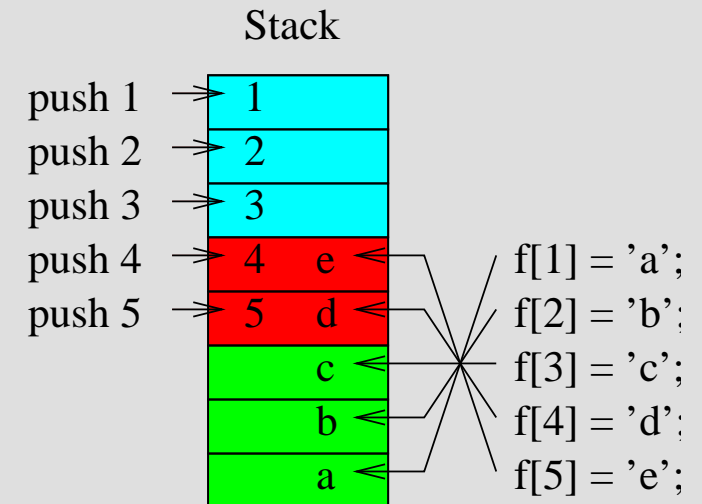 Stack
push 1 1
push 2 2
push 3 3
push 4 4 e f[1] = ’a’;
push 5 5 d f[2] = ’b’;
c f[3] = ’c’;
b f[4] = ’d’;
a f[5] = ’e’;